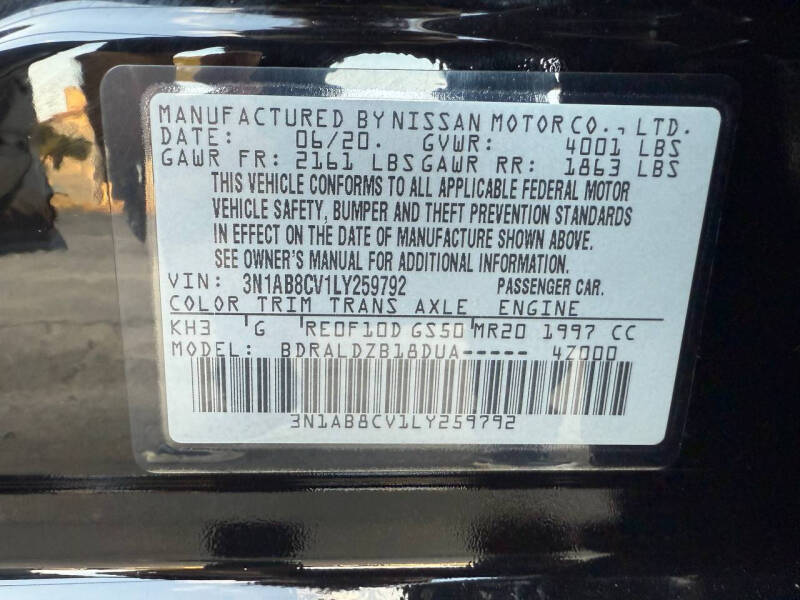 MANUFACTURED BY NISSAN MOTOR CO., LTD.
DATE: 06/20. GVWR: 4001 LBS
GAWR FR: 2161 LBS GAWR RR: 1863 LBS
THIS VEHICLE CONFORMS TO ALL APPLICABLE FEDERAL MOTOR
VEHICLE SAFETY, BUMPER AND THEFT PREVENTION STANDARDS
IN EFFECT ON THE DATE OF MANUFACTURE SHOWN ABOVE.
SEE OWNER'S MANUAL FOR ADDITIONAL INFORMATION.
VIN: 3N1AB8CV1LY259792 PASSENGER CAR.
COLOR TRIM TRANS AXLE ENGINE
KH3 G RE0F10D GS50 MR20 1997 CC
MODEL: BDRALDZB18DUA----- 4Z000
3N1AB8CV1LY259792